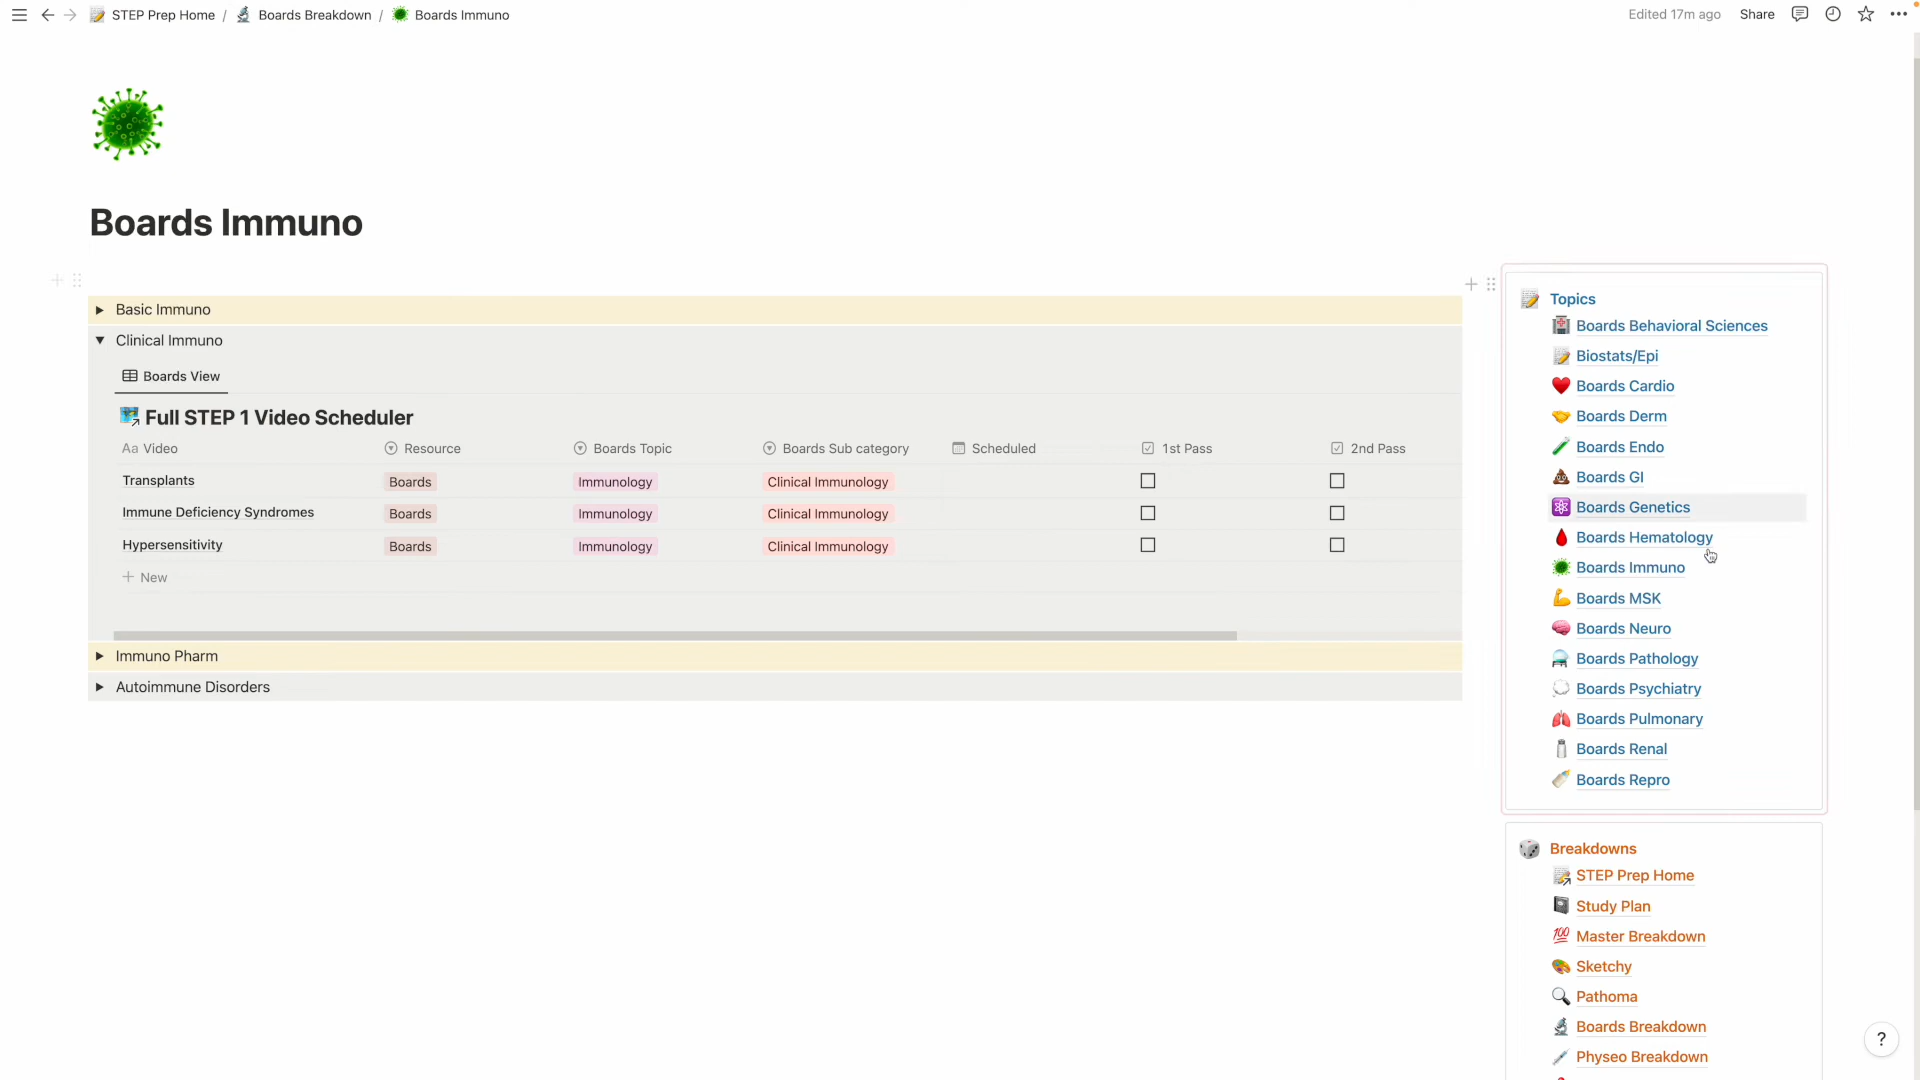 STEP Prep Home / Boards Breakdown / Boards Immuno
Edited 17m ago Share
Boards Immuno
Basic Immuno
Clinical Immuno
Boards View
Full STEP 1 Video Scheduler
Aa Video Resource Boards Topic Boards Sub category Scheduled 1st Pass 2nd Pass
Transplants Boards Immunology Clinical Immunology
Immune Deficiency Syndromes Boards Immunology Clinical Immunology
Hypersensitivity Boards Immunology Clinical Immunology
+ New
Immuno Pharm
Autoimmune Disorders
Topics
Boards Behavioral Sciences
Biostats/Epi
Boards Cardio
Boards Derm
Boards Endo
Boards GI
Boards Genetics
Boards Hematology
Boards Immuno
Boards MSK
Boards Neuro
Boards Pathology
Boards Psychiatry
Boards Pulmonary
Boards Renal
Boards Repro
Breakdowns
STEP Prep Home
Study Plan
100 Master Breakdown
Sketchy
Pathoma
Boards Breakdown
Physeo Breakdown
?